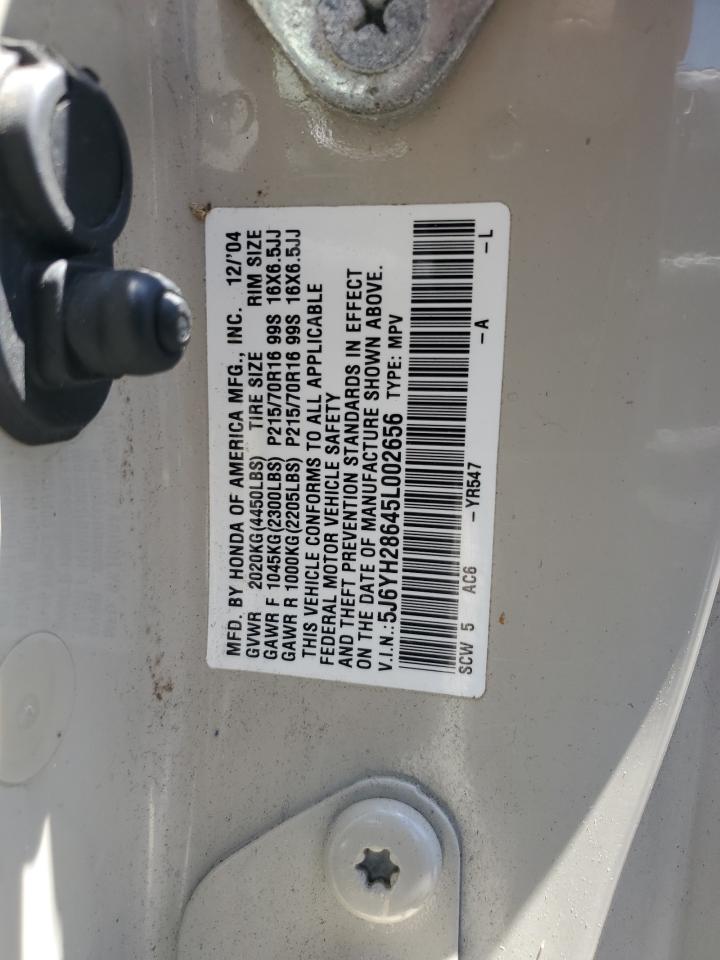 MFD. BY HONDA OF AMERICA MFG., INC. 12/'04
GVWR 2020KG(4450LBS) TIRE SIZE RIM SIZE
GAWR F 1045KG(2300LBS) P215/70R16 99S 16X6.5JJ
GAWR R 1000KG(2205LBS) P215/70R16 99S 16X6.5JJ
THIS VEHICLE CONFORMS TO ALL APPLICABLE
FEDERAL MOTOR VEHICLE SAFETY
AND THEFT PREVENTION STANDARDS IN EFFECT
ON THE DATE OF MANUFACTURE SHOWN ABOVE.
V.I.N.:5J6YH28645L002656 TYPE: MPV
SCW 5 AC6 -YR547 -A -L